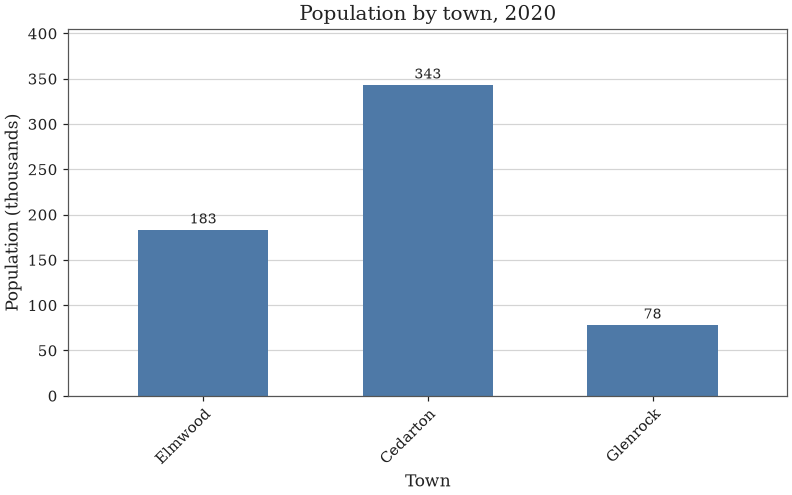 Population by town, 2020
Population (thousands)
400
350
300
250
200
150
100
50
0
183
343
78
Elmwood
Cedarton
Glenrock
Town